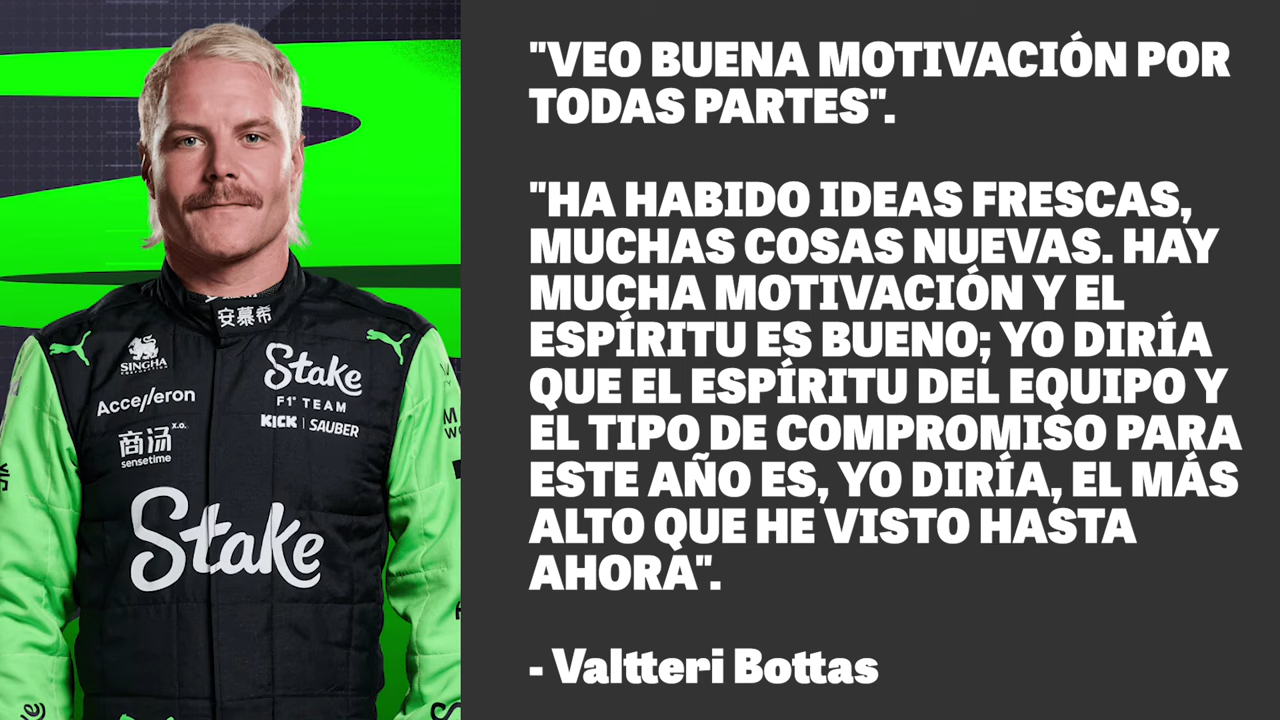 "VEO BUENA MOTIVACIÓN POR
TODAS PARTES".
"HA HABIDO IDEAS FRESCAS,
MUCHAS COSAS NUEVAS. HAY
MUCHA MOTIVACIÓN Y EL
ESPÍRITU ES BUENO; YO DIRÍA
QUE EL ESPÍRITU DEL EQUIPO Y
EL TIPO DE COMPROMISO PARA
ESTE AÑO ES, YO DIRÍA, EL MÁS
ALTO QUE HE VISTO HASTA
AHORA".
- Valtteri Bottas
安慕希
SINGHA
CORPORATION
Stake
F1 TEAM
KICK | SAUBER
Accelleron
商汤
sensetime
Stake